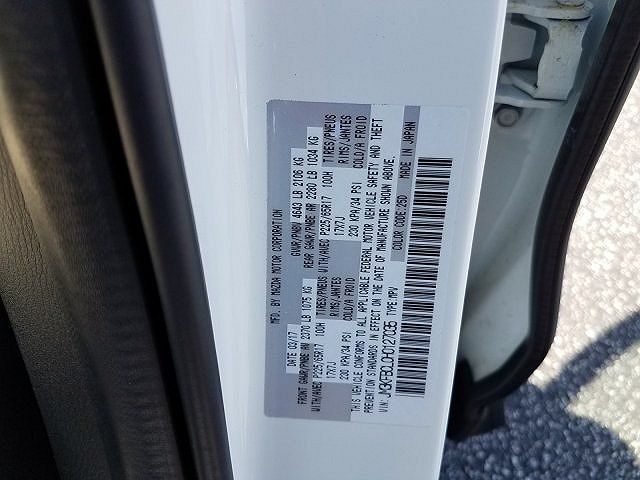 MFD. BY MAZDA MOTOR CORPORATION
DATE 03/17 GVWR/PNBV 4643 LB 2106 KG
FRONT GAWR/PNBE AV 2370 LB 1075 KG REAR GAWR/PNBE AR 2280 LB 1034 KG
WITH/AVEC P225/65R17 100H TIRES/PNEUS WITH/AVEC P225/65R17 100H TIRES/PNEUS
17X7J RIMS/JANTES 17X7J RIMS/JANTES
230 KPA/34 PSI COLD/A FROID 230 KPA/34 PSI COLD/A FROID
THIS VEHICLE CONFORMS TO ALL APPLICABLE FEDERAL MOTOR VEHICLE SAFETY AND THEFT
PREVENTION STANDARDS IN EFFECT ON THE DATE OF MANUFACTURE SHOWN ABOVE.
COLOR CODE: 25D MADE IN JAPAN
VIN: TYPE: MPV